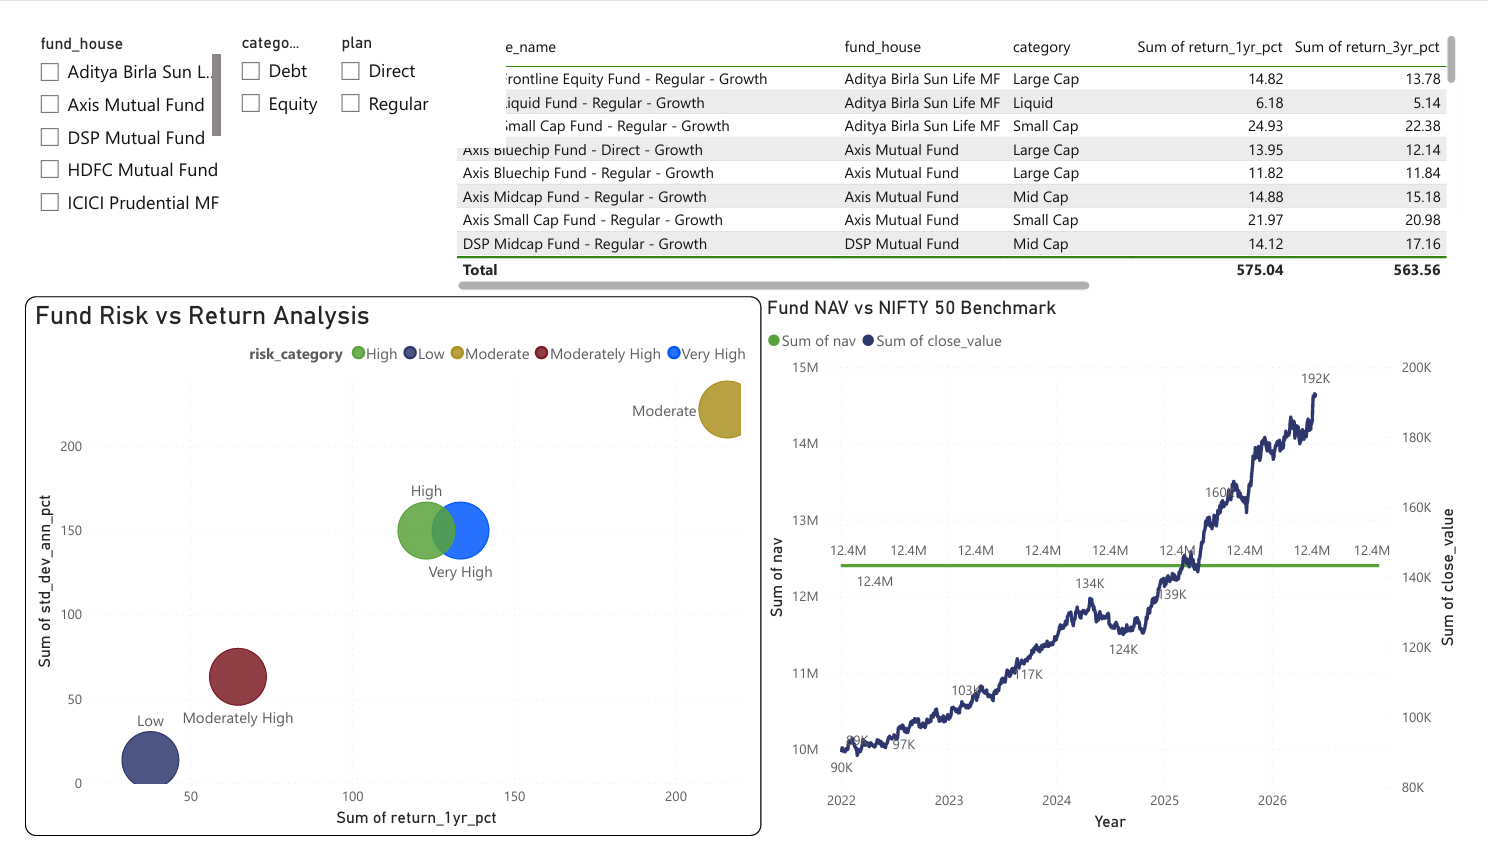 fund_house
Aditya Birla Sun L...
Axis Mutual Fund
DSP Mutual Fund
HDFC Mutual Fund
ICICI Prudential MF
catego...
Debt
Equity
plan
Direct
Regular
e_name fund_house category Sum of return_1yr_pct Sum of return_3yr_pct
Frontline Equity Fund - Regular - Growth Aditya Birla Sun Life MF Large Cap 14.82 13.78
Liquid Fund - Regular - Growth Aditya Birla Sun Life MF Liquid 6.18 5.14
Small Cap Fund - Regular - Growth Aditya Birla Sun Life MF Small Cap 24.93 22.38
Axis Bluechip Fund - Direct - Growth Axis Mutual Fund Large Cap 13.95 12.14
Axis Bluechip Fund - Regular - Growth Axis Mutual Fund Large Cap 11.82 11.84
Axis Midcap Fund - Regular - Growth Axis Mutual Fund Mid Cap 14.88 15.18
Axis Small Cap Fund - Regular - Growth Axis Mutual Fund Small Cap 21.97 20.98
DSP Midcap Fund - Regular - Growth DSP Mutual Fund Mid Cap 14.12 17.16
Total 575.04 563.56
Fund Risk vs Return Analysis
risk_category High Low Moderate Moderately High Very High
Sum of std_dev_ann_pct
200
150
100
50
0
Moderate
High
Very High
Moderately High
Low
50 100 150 200
Sum of return_1yr_pct
Fund NAV vs NIFTY 50 Benchmark
Sum of nav Sum of close_value
Sum of nav
15M
14M
13M
12M
11M
10M
200K
180K
160K
140K
120K
100K
80K
Sum of close_value
192K
160K
12.4M 12.4M 12.4M 12.4M 12.4M 12.4M 12.4M 12.4M 12.4M
12.4M
134K
139K
124K
117K
103K
89K
97K
90K
2022 2023 2024 2025 2026
Year